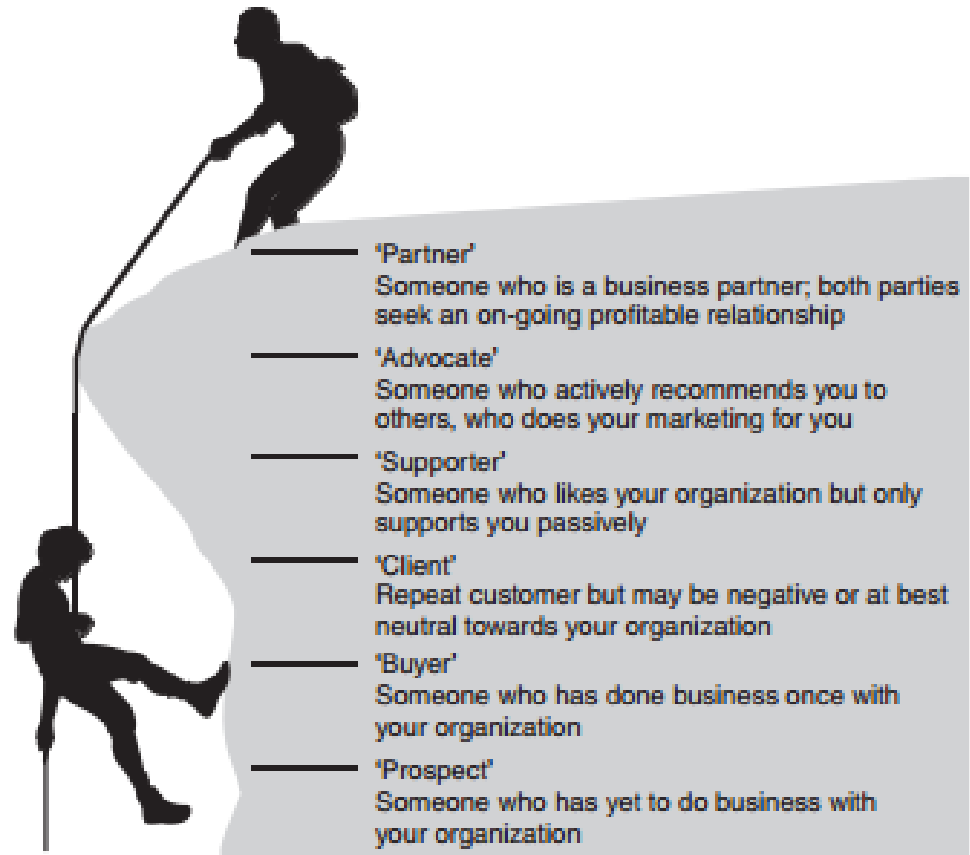 ‘Partner’
Someone who is a business partner; both parties
seek an on-going profitable relationship
‘Advocate’
Someone who actively recommends you to
others, who does your marketing for you
‘Supporter’
Someone who likes your organization but only
supports you passively
‘Client’
Repeat customer but may be negative or at best
neutral towards your organization
‘Buyer’
Someone who has done business once with
your organization
‘Prospect’
Someone who has yet to do business with
your organization